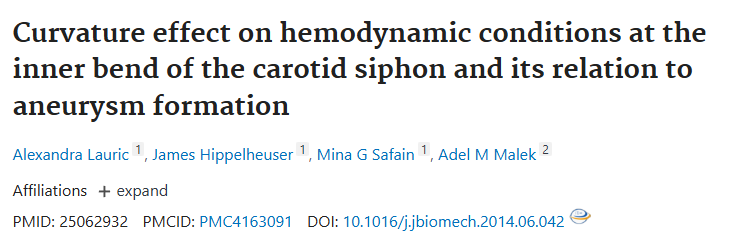 Curvature effect on hemodynamic conditions at the
inner bend of the carotid siphon and its relation to
aneurysm formation
Alexandra Lauric 1, James Hippelheuser 1, Mina G Safain 1, Adel M Malek 2
Affiliations + expand
PMID: 25062932 PMCID: PMC4163091 DOI: 10.1016/j.jbiomech.2014.06.042